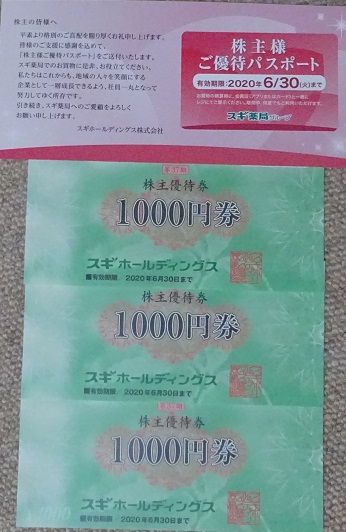 株主の皆様へ
平素より格別のご高配を賜り厚くお礼申し上げます。
皆様のご支援に感謝を込めて、
「株主様ご優待パスポート」をご送付いたします。
スギ薬局でのお買物に是非、お役立てください。
私たちはこれからも、地域の人々を笑顔にする
企業として一層成長できるよう、社員一丸となって
努力してゆく所存です。
引き続き、スギ薬局へのご愛顧をよろしく
お願い申し上げます。
スギホールディングス株式会社
株主様
ご優待パスポート
有効期限:2020年6/30(火)まで
スギ薬局グループ
第37期
株主優待券
1000円券
スギホールディングス
■有効期限 2020年6月30日まで
株主優待券
1000円券
スギホールディングス
■有効期限 2020年6月30日まで
株主優待券
1000円券
スギホールディングス
■有効期限 2020年6月30日まで